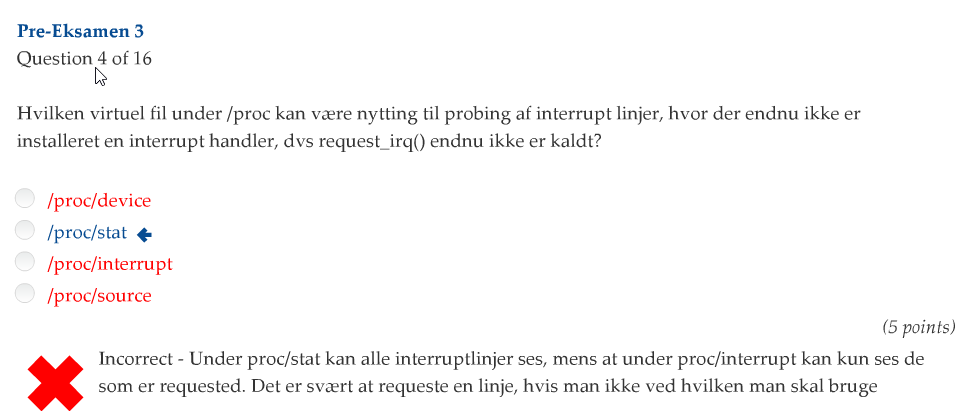 Pre-Eksamen 3
Question 4 of 16
Hvilken virtuel fil under /proc kan være nytting til probing af interrupt linjer, hvor der endnu ikke er
installeret en interrupt handler, dvs request_irq() endnu ikke er kaldt?
/proc/device
/proc/stat
/proc/interrupt
/proc/source
(5 points)
Incorrect - Under proc/stat kan alle interruptlinjer ses, mens at under proc/interrupt kan kun ses de
som er requested. Det er svært at requeste en linje, hvis man ikke ved hvilken man skal bruge